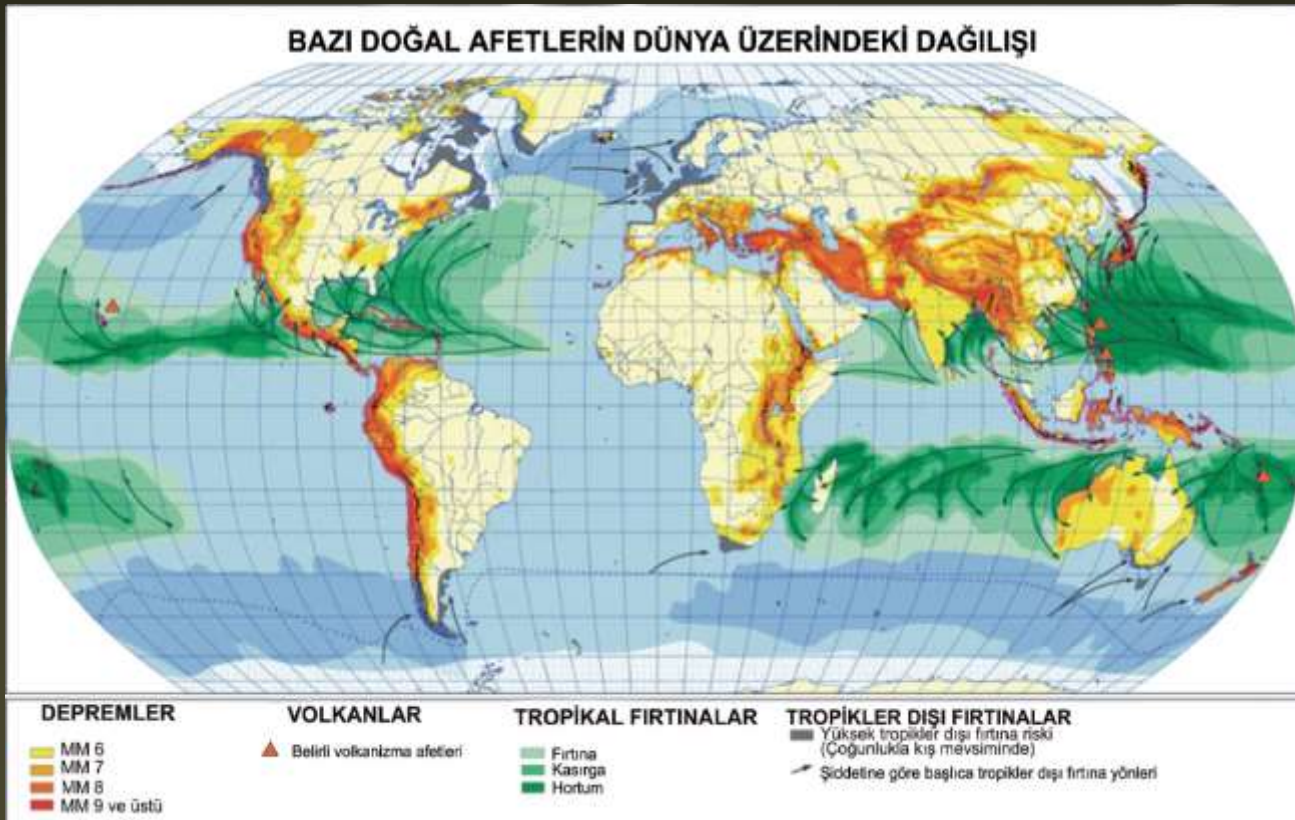 BAZI DOĞAL AFETLERİN DÜNYA ÜZERİNDEKİ DAĞILIŞI
DEPREMLER
MM 6
MM 7
MM 8
MM 9 ve üstü
VOLKANLAR
Belirli volkanizma afetleri
TROPİKAL FIRTINALAR
Fırtına
Kasırga
Hortum
TROPİKLER DIŞI FIRTINALAR
Yüksek tropikler dışı fırtına riski
(Çoğunlukla kış mevsiminde)
Şiddetine göre başlıca tropikler dışı fırtına yönleri